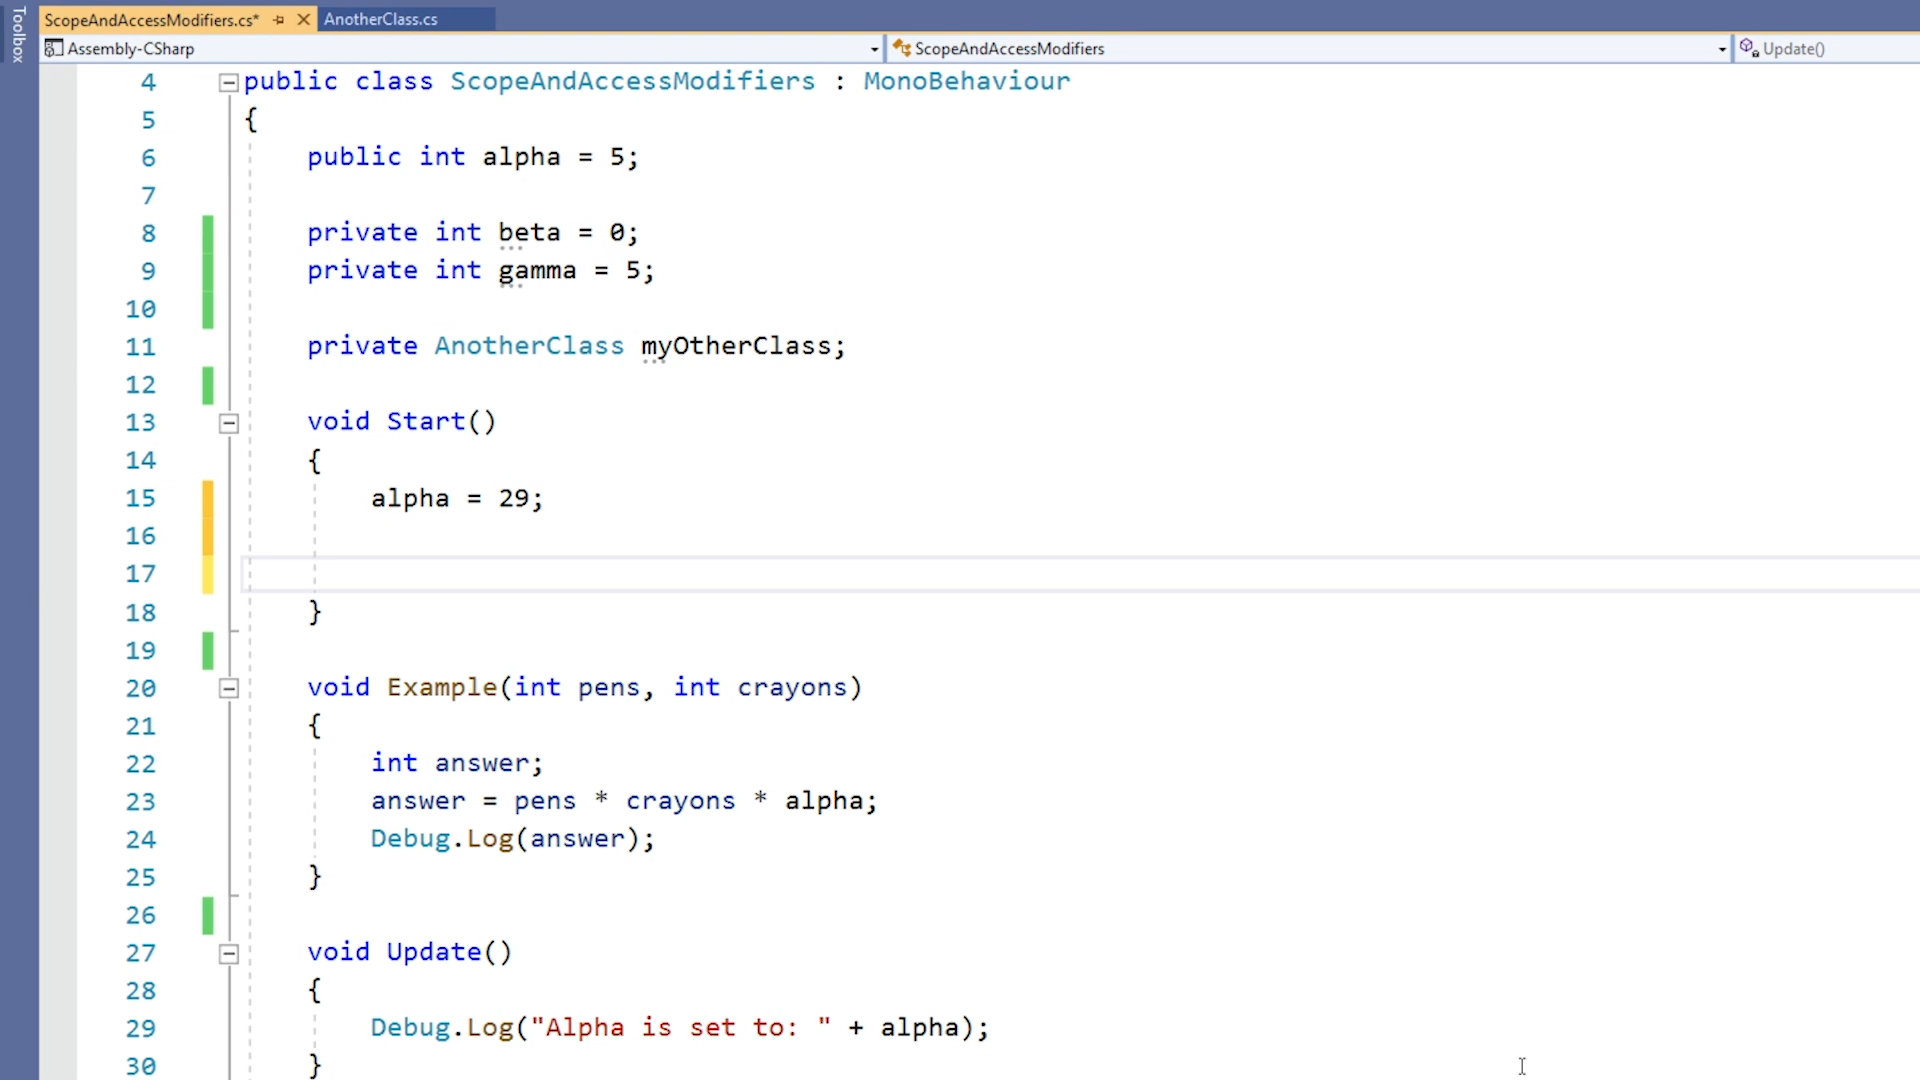 Toolbox
ScopeAndAccessModifiers.cs* AnotherClass.cs
Assembly-CSharp ScopeAndAccessModifiers Update()
4 public class ScopeAndAccessModifiers : MonoBehaviour
5 {
6 public int alpha = 5;
7
8 private int beta = 0;
9 private int gamma = 5;
10
11 private AnotherClass myOtherClass;
12
13 void Start()
14 {
15 alpha = 29;
16
17
18 }
19
20 void Example(int pens, int crayons)
21 {
22 int answer;
23 answer = pens * crayons * alpha;
24 Debug.Log(answer);
25 }
26
27 void Update()
28 {
29 Debug.Log("Alpha is set to: " + alpha);
30 }